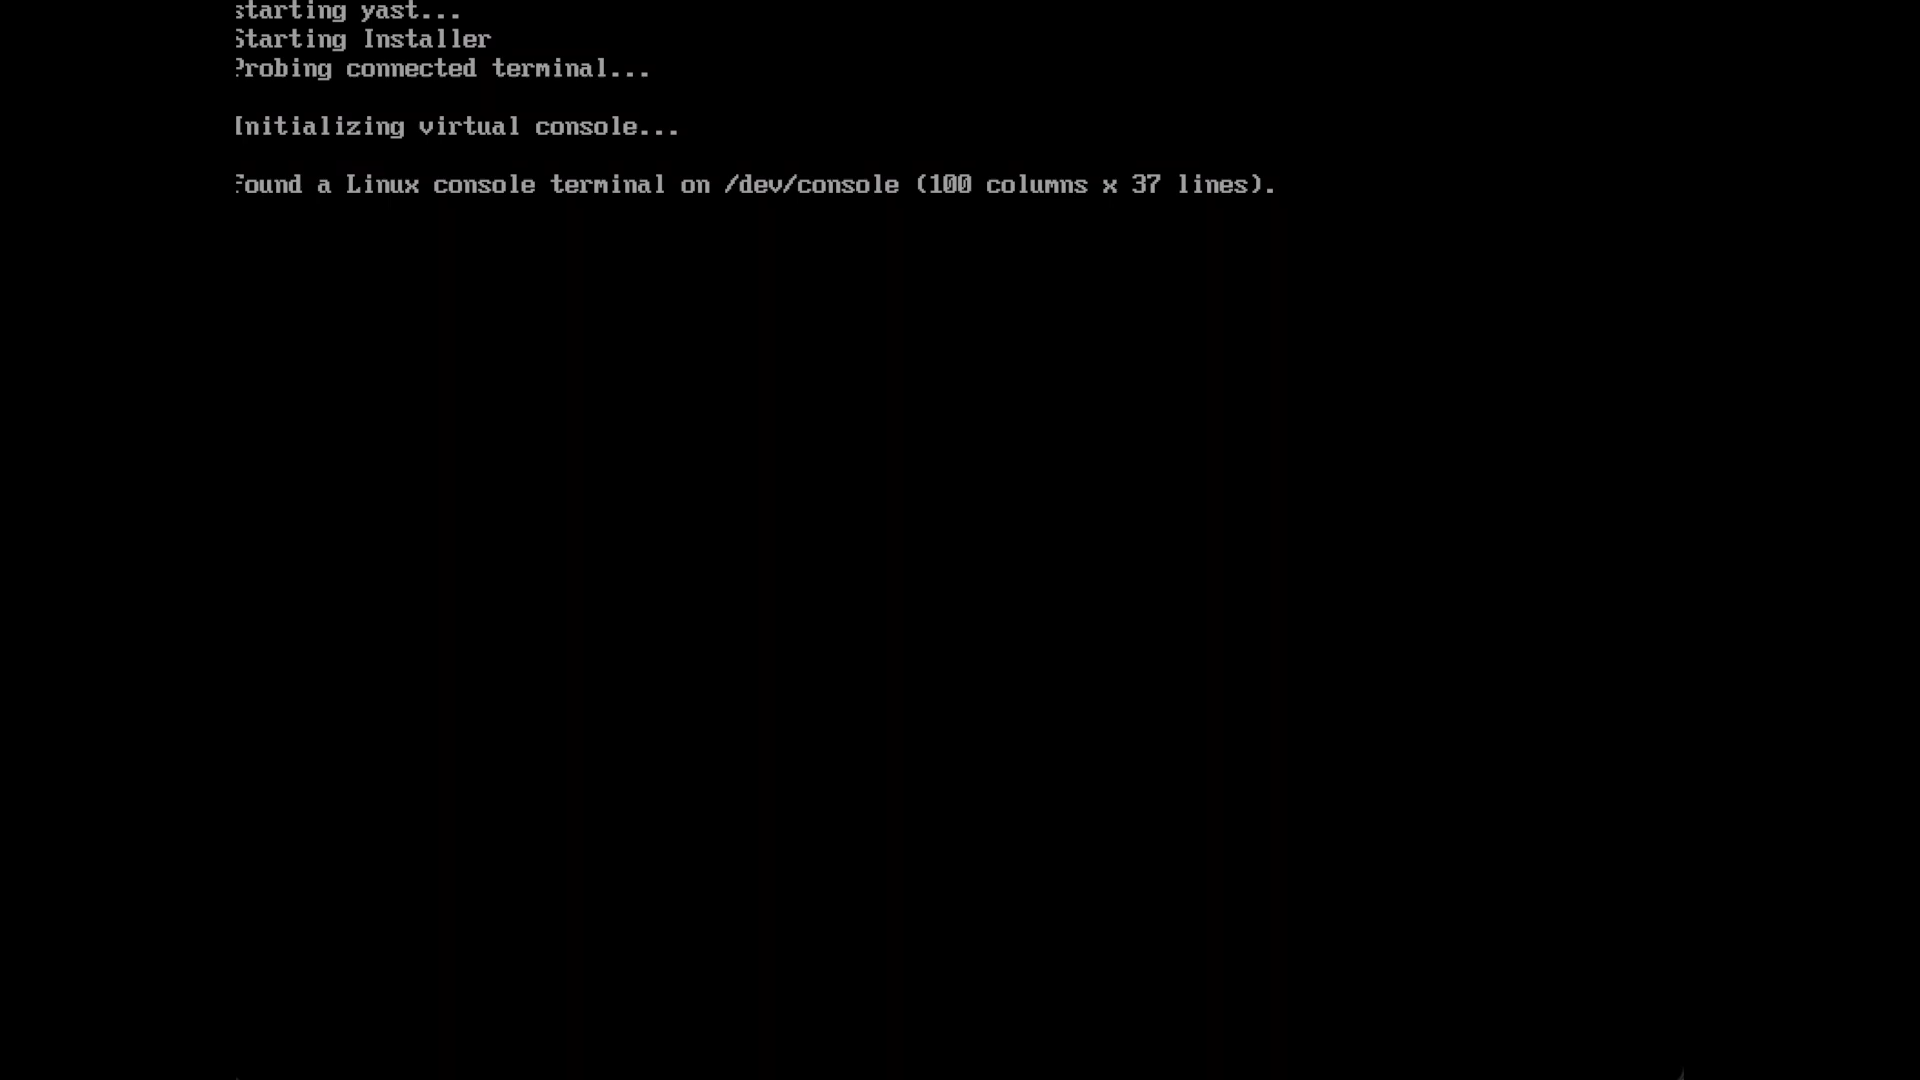 starting yast...
Starting Installer
Probing connected terminal...
Initializing virtual console...
Found a Linux console terminal on /dev/console (100 columns x 37 lines).